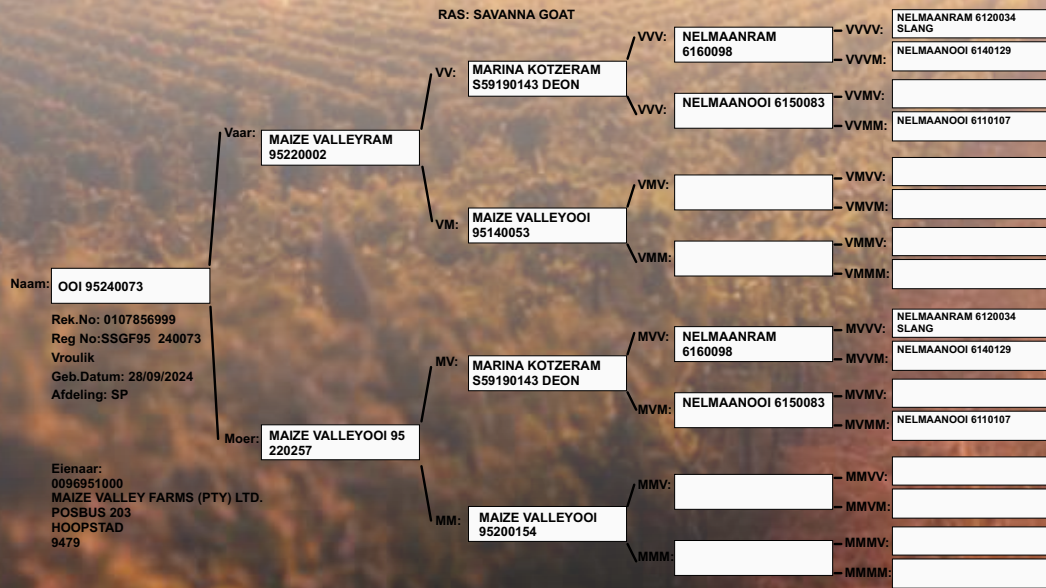 RAS: SAVANNA GOAT
Naam:
OOI 95240073
Rek.No: 0107856999
Reg No:SSGF95  240073
Vroulik
Geb.Datum: 28/09/2024
Afdeling: SP
Eienaar:
0096951000
MAIZE VALLEY FARMS (PTY) LTD.
POSBUS 203
HOOPSTAD
9479
Vaar:
MAIZE VALLEYRAM
95220002
Moer:
MAIZE VALLEYOOI 95
220257
VV:
MARINA KOTZERAM
S59190143 DEON
VM:
MAIZE VALLEYOOI
95140053
MV:
MARINA KOTZERAM
S59190143 DEON
MM:
MAIZE VALLEYOOI
95200154
VVV:
NELMAANRAM
6160098
VVV:
NELMAANOOI 6150083
VMV:
VMM:
MVV:
NELMAANRAM
6160098
MVM:
NELMAANOOI 6150083
MMV:
MMM:
VVVV:
NELMAANRAM 6120034
SLANG
VVVM:
NELMAANOOI 6140129
VVMV:
VVMM:
NELMAANOOI 6110107
VMVV:
VMVM:
VMMV:
VMMM:
MVVV:
NELMAANRAM 6120034
SLANG
MVVM:
NELMAANOOI 6140129
MVMV:
MVMM:
NELMAANOOI 6110107
MMVV:
MMVM:
MMMV:
MMMM: